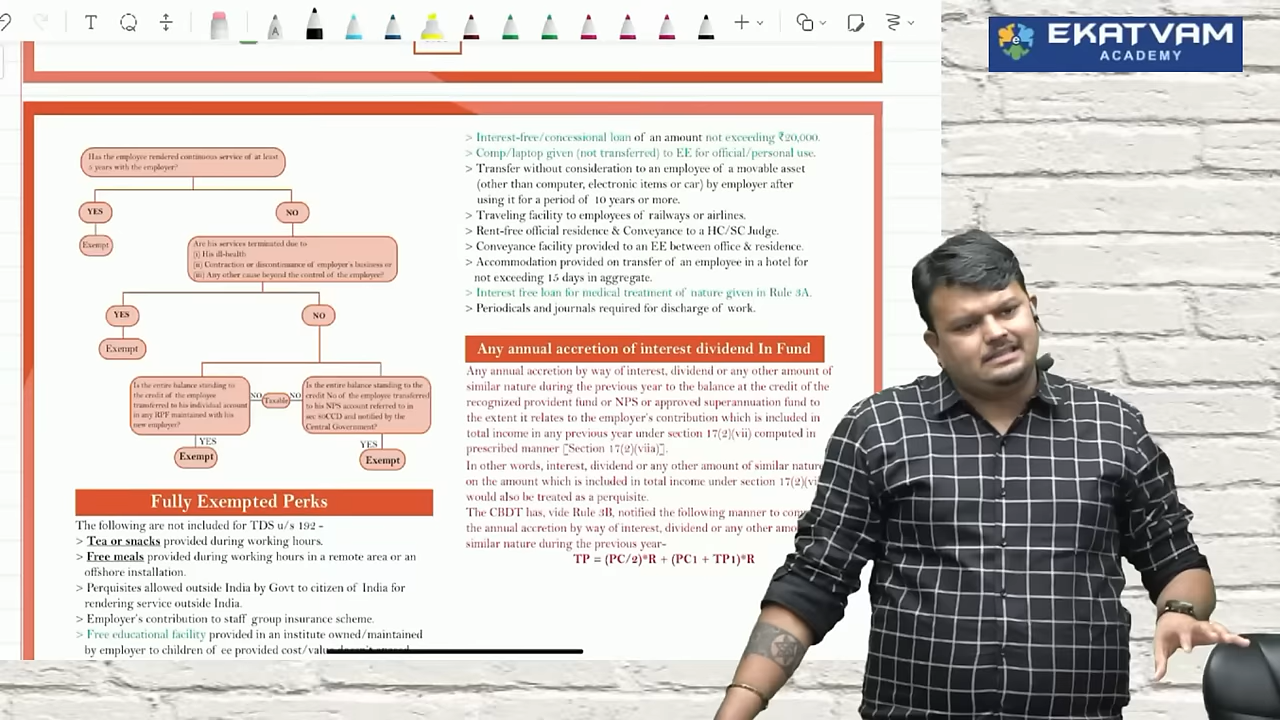 EKATVAM
ACADEMY
Has the employee rendered continuous service of at least
5 years with the employer?
YES
NO
Exempt
Are his services terminated due to
(i) His ill-health
(ii) Contraction or discontinuance of employer's business or
(iii) Any other cause beyond the control of the employee?
YES
NO
Exempt
Is the entire balance standing to
the credit of the employee
transferred to his individual account
in any RPF maintained with his
new employer?
NO
Taxable
NO
Is the entire balance standing to the
credit No of the employee transferred
to his NPS account referred to in
sec 80CCD and notified by the
Central Government?
YES
Exempt
YES
Exempt
Fully Exempted Perks
The following are not included for TDS u/s 192 –
> Tea or snacks provided during working hours.
> Free meals provided during working hours in a remote area or an
offshore installation.
> Perquisites allowed outside India by Govt to citizen of India for
rendering service outside India.
> Employer's contribution to staff group insurance scheme.
> Free educational facility provided in an institute owned/maintained
by employer to children of ee provided cost/value doesn't exceed
> Interest-free/concessional loan of an amount not exceeding ₹20,000.
> Comp/laptop given (not transferred) to EE for official/personal use.
> Transfer without consideration to an employee of a movable asset
(other than computer, electronic items or car) by employer after
using it for a period of 10 years or more.
> Traveling facility to employees of railways or airlines.
> Rent-free official residence & Conveyance to a HC/SC Judge.
> Conveyance facility provided to an EE between office & residence.
> Accommodation provided on transfer of an employee in a hotel for
not exceeding 15 days in aggregate.
> Interest free loan for medical treatment of nature given in Rule 3A.
> Periodicals and journals required for discharge of work.
Any annual accretion of interest dividend In Fund
Any annual accretion by way of interest, dividend or any other amount of
similar nature during the previous year to the balance at the credit of the
recognized provident fund or NPS or approved superannuation fund to
the extent it relates to the employer's contribution which is included in
total income in any previous year under section 17(2)(vii) computed in
prescribed manner [Section 17(2)(viia)].
In other words, interest, dividend or any other amount of similar nature
on the amount which is included in total income under section 17(2)(vi
would also be treated as a perquisite.
The CBDT has, vide Rule 3B, notified the following manner to com
the annual accretion by way of interest, dividend or any other amo
similar nature during the previous year-
TP = (PC/2)*R + (PC1 + TP1)*R